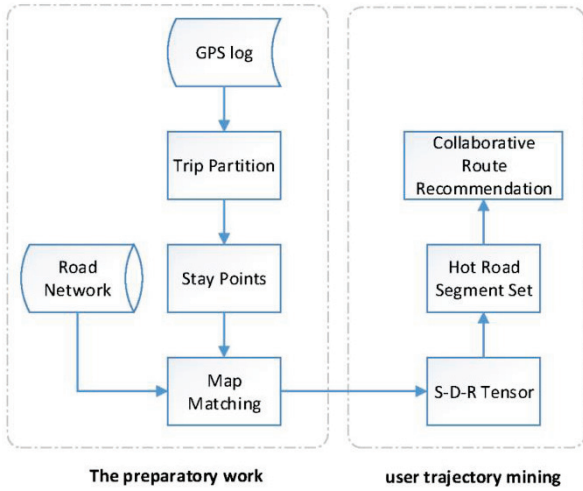 GPS log
Trip Partition
Road
Network
Stay Points
Map
Matching
Collaborative
Route
Recommendation
Hot Road
Segment Set
S-D-R Tensor
The preparatory work
user trajectory mining